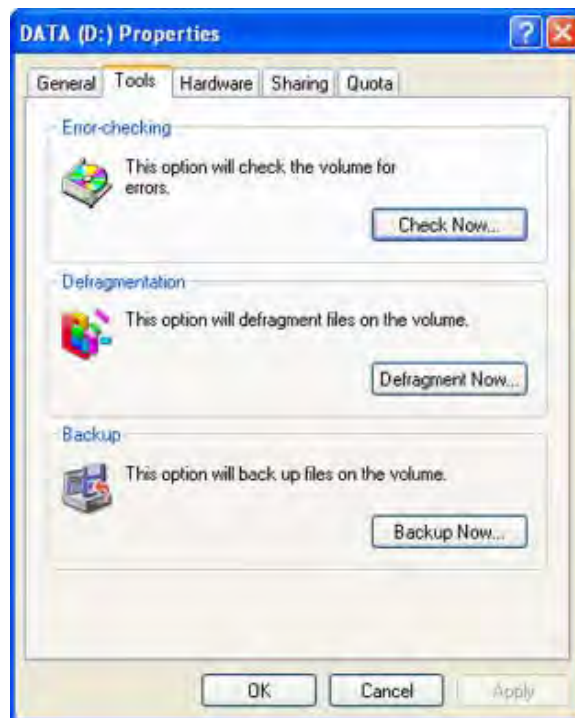 DATA (D:) Properties
General Tools Hardware Sharing Quota
Error-checking
This option will check the volume for
errors.
Check Now...
Defragmentation
This option will defragment files on the volume.
Defragment Now...
Backup
This option will back up files on the volume.
Backup Now...
OK Cancel Apply